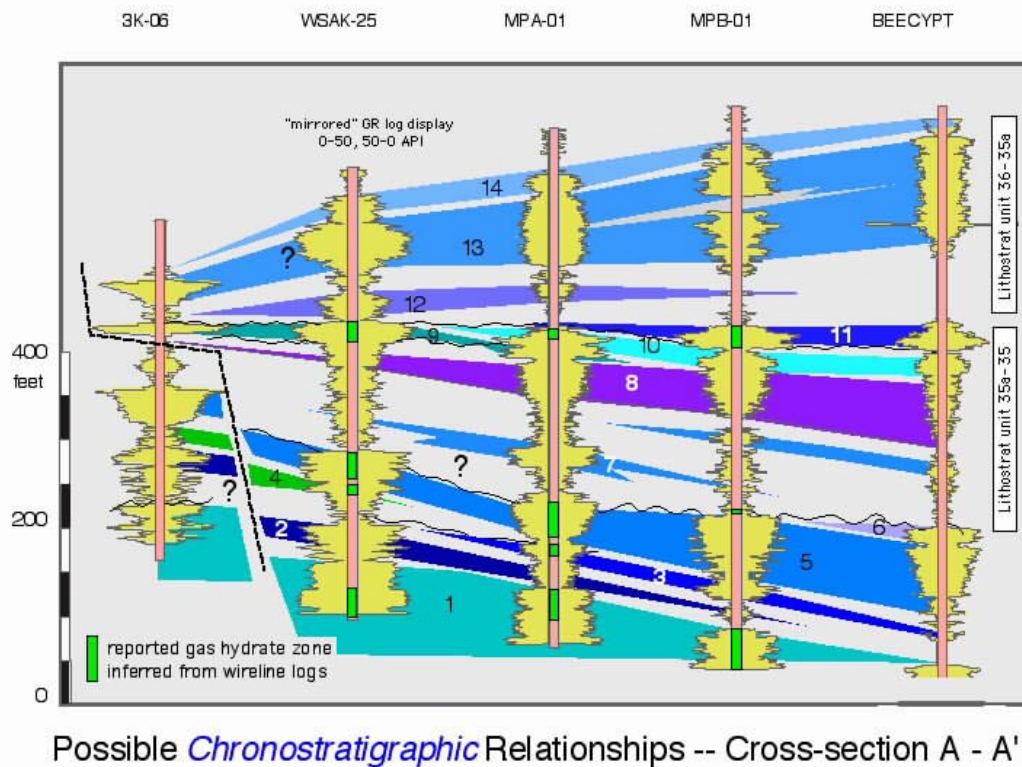 3K-06 WSAK-25 MPA-01 MPB-01 BEECYPT
"mirrored" GR log display
0-50, 50-0 API
14
13
?
12
9
10
11
8
400
feet
?
7
4
?
2
200
6
5
3
1
reported gas hydrate zone
inferred from wireline logs
0
Lithostrat unit 36-35a
Lithostrat unit 35a-35
Possible Chronostratigraphic Relationships -- Cross-section A - A'